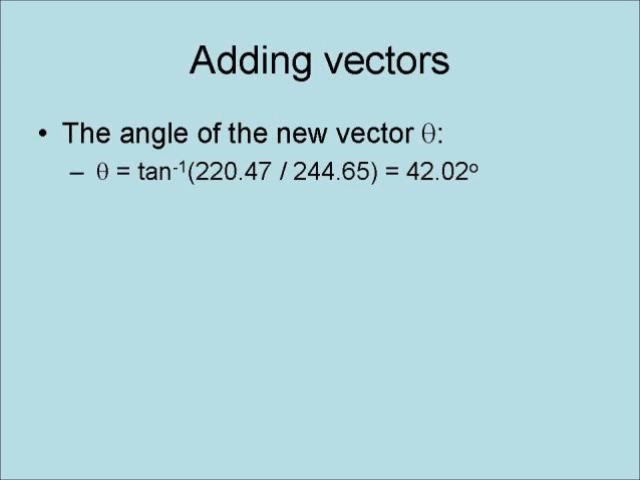 Adding vectors
• The angle of the new vector θ:
– θ = tan⁻¹(220.47 / 244.65) = 42.02º